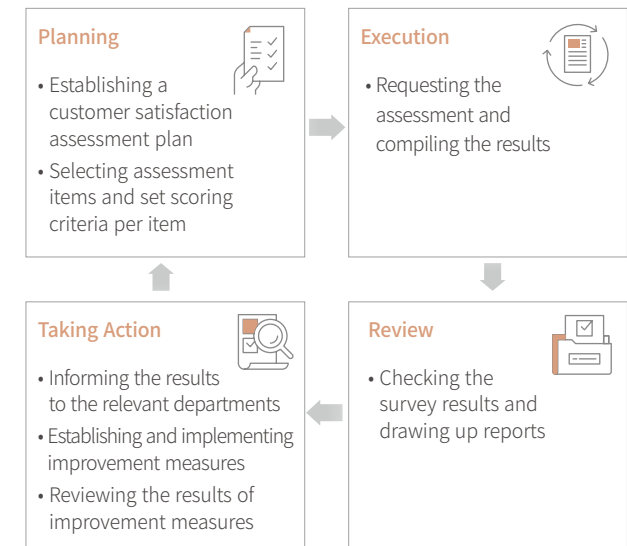 Planning
• Establishing a
customer satisfaction
assessment plan
• Selecting assessment
items and set scoring
criteria per item
Execution
• Requesting the
assessment and
compiling the results
Taking Action
• Informing the results
to the relevant departments
• Establishing and implementing
improvement measures
• Reviewing the results of
improvement measures
Review
• Checking the
survey results and
drawing up reports